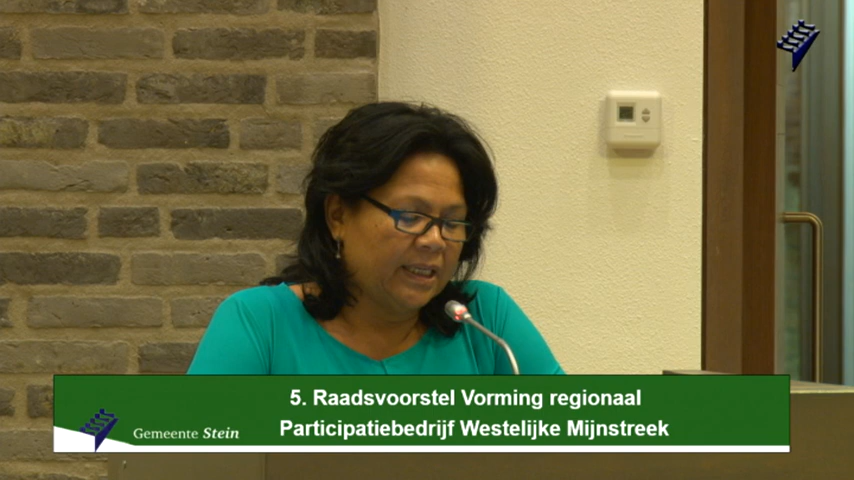 5. Raadsvoorstel Vorming regionaal
Participatiebedrijf Westelijke Mijnstreek
Gemeente Stein